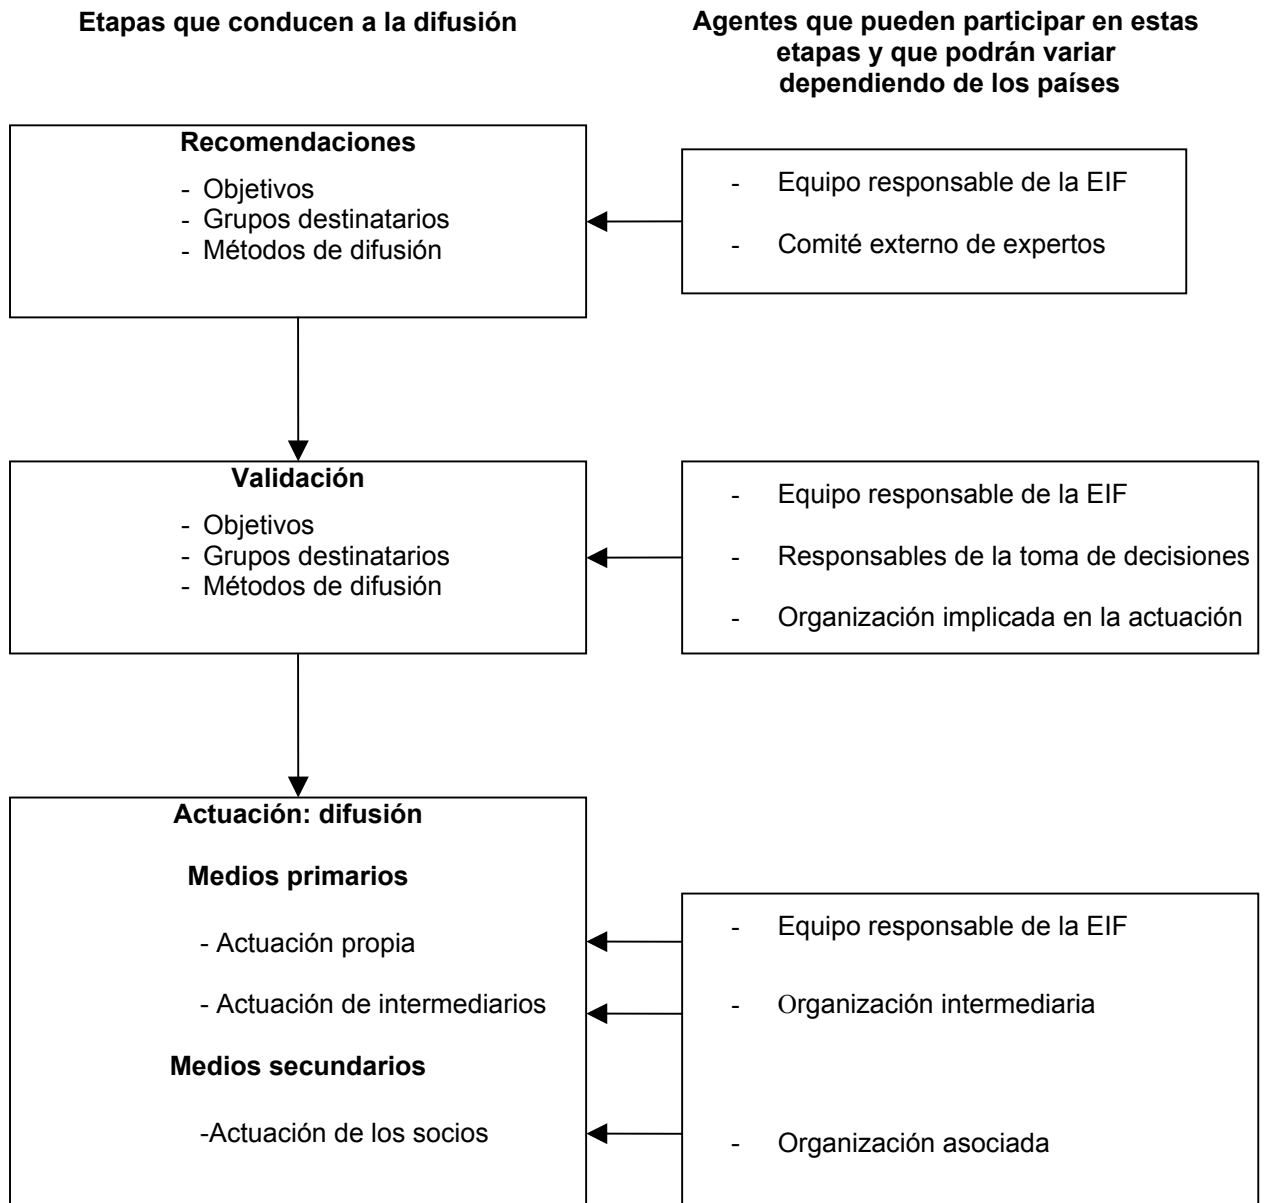 Etapas que conducen a la difusión
Agentes que pueden participar en estas
etapas y que podrán variar
dependiendo de los países
Recomendaciones
- Objetivos
- Grupos destinatarios
- Métodos de difusión
- Equipo responsable de la EIF
- Comité externo de expertos
Validación
- Objetivos
- Grupos destinatarios
- Métodos de difusión
- Equipo responsable de la EIF
- Responsables de la toma de decisiones
- Organización implicada en la actuación
Actuación: difusión
Medios primarios
- Actuación propia
- Actuación de intermediarios
Medios secundarios
-Actuación de los socios
- Equipo responsable de la EIF
- Organización intermediaria
- Organización asociada